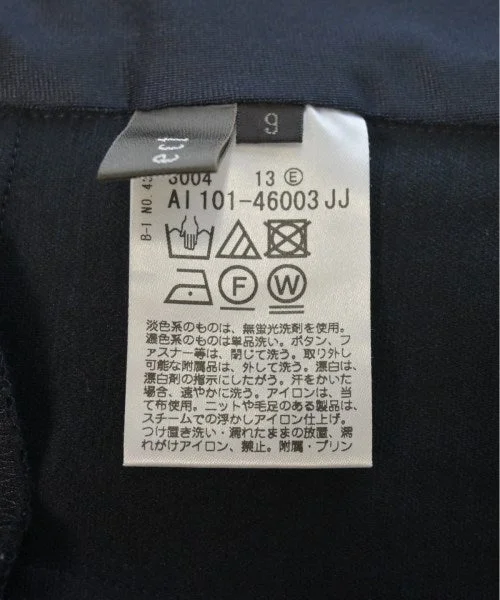 ect
9
B-I NO.43
3004 13 Ⓔ
AI 101-46003 JJ
F
W
淡色系のものは、無蛍光洗剤を使用。
濃色系のものは単品洗い。ボタン、フ
ァスナー等は、閉じて洗う。取り外し
可能な附属品は、外して洗う。漂白は、
漂白剤の指示にしたがう。汗をかいた
場合、速やかに洗う。アイロンは、当
て布使用。ニットや毛足のある製品は、
スチームでの浮かしアイロン仕上げ。
つけ置き洗い・濡れたままの放置、濡
れがけアイロン、禁止。附属・プリン